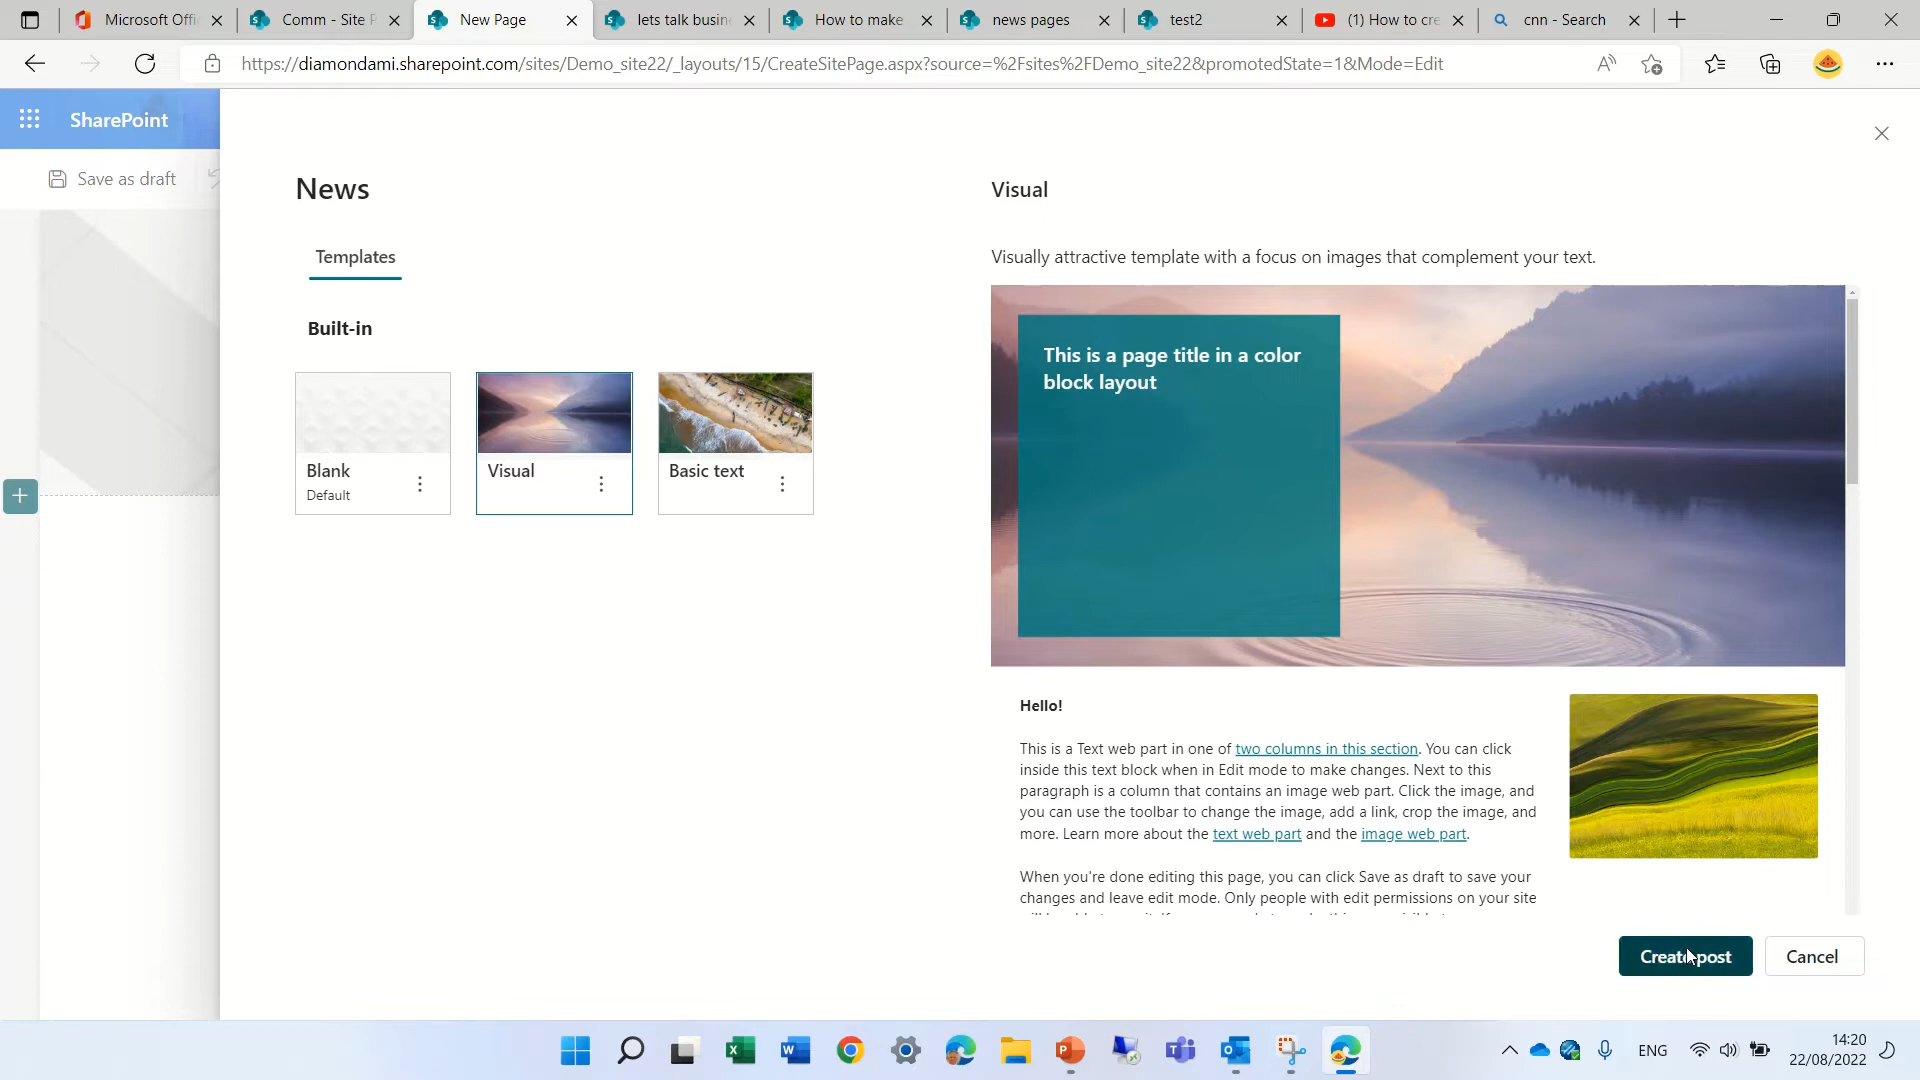 Microsoft Offi
Comm - Site P
New Page
lets talk busin
How to make
news pages
test2
(1) How to cre
cnn - Search
https://diamondami.sharepoint.com/sites/Demo_site22/_layouts/15/CreateSitePage.aspx?source=%2Fsites%2FDemo_site22&promotedState=1&Mode=Edit
SharePoint
Save as draft
News
Templates
Built-in
Blank
Default
Visual
Basic text
Visual
Visually attractive template with a focus on images that complement your text.
This is a page title in a color
block layout
Hello!
This is a Text web part in one of two columns in this section. You can click
inside this text block when in Edit mode to make changes. Next to this
paragraph is a column that contains an image web part. Click the image, and
you can use the toolbar to change the image, add a link, crop the image, and
more. Learn more about the text web part and the image web part.
When you're done editing this page, you can click Save as draft to save your
changes and leave edit mode. Only people with edit permissions on your site
Create post
Cancel
ENG
14:20
22/08/2022